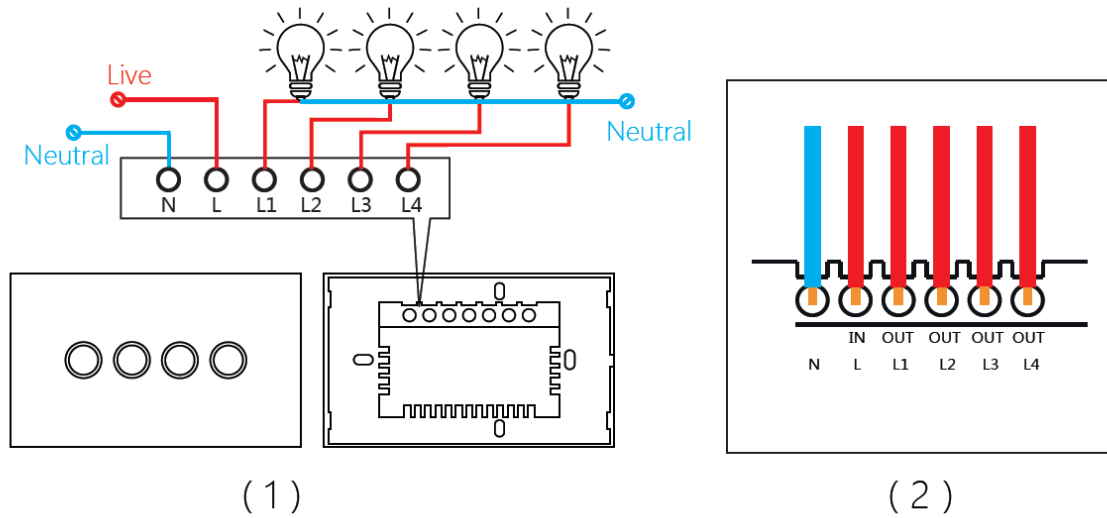 Live
Neutral
Neutral
N L L1 L2 L3 L4
IN OUT OUT OUT OUT
N L L1 L2 L3 L4
( 1 )
( 2 )